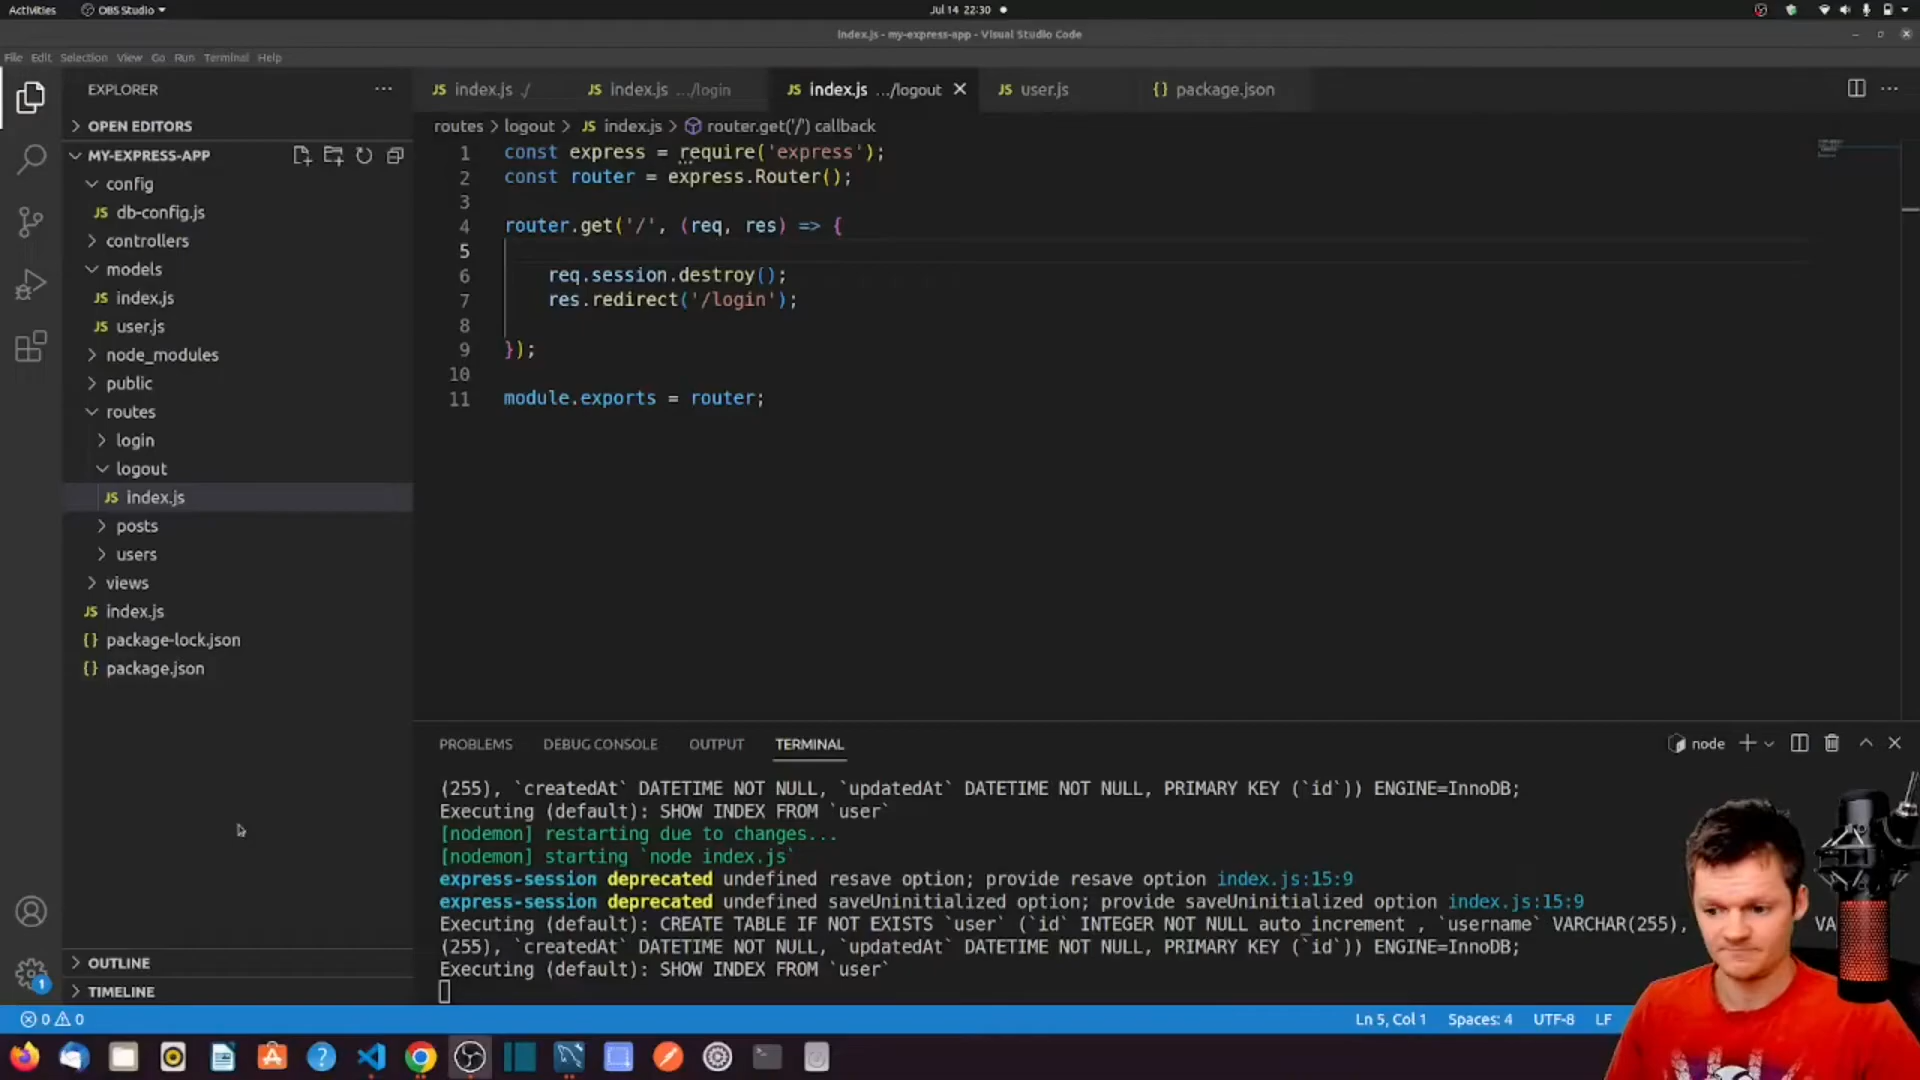 Activities
OBS Studio
Jul 14 22:30
index.js - my-express-app - Visual Studio Code
File Edit Selection View Go Run Terminal Help
EXPLORER
index.js ./
index.js .../login
index.js .../logout
user.js
package.json
OPEN EDITORS
routes > logout > JS index.js > router.get('/') callback
MY-EXPRESS-APP
config
JS db-config.js
controllers
models
JS index.js
JS user.js
node_modules
public
routes
login
logout
JS index.js
posts
users
views
JS index.js
{} package-lock.json
{} package.json
OUTLINE
TIMELINE
1 const express = require('express');
2 const router = express.Router();
3
4 router.get('/', (req, res) => {
5
6 req.session.destroy();
7 res.redirect('/login');
8
9 });
10
11 module.exports = router;
PROBLEMS DEBUG CONSOLE OUTPUT TERMINAL
node
(255), `createdAt` DATETIME NOT NULL, `updatedAt` DATETIME NOT NULL, PRIMARY KEY (`id`)) ENGINE=InnoDB;
Executing (default): SHOW INDEX FROM `user`
[nodemon] restarting due to changes...
[nodemon] starting `node index.js`
express-session deprecated undefined resave option; provide resave option index.js:15:9
express-session deprecated undefined saveUninitialized option; provide saveUninitialized option index.js:15:9
Executing (default): CREATE TABLE IF NOT EXISTS `user` (`id` INTEGER NOT NULL auto_increment , `username` VARCHAR(255), VA
(255), `createdAt` DATETIME NOT NULL, `updatedAt` DATETIME NOT NULL, PRIMARY KEY (`id`)) ENGINE=InnoDB;
Executing (default): SHOW INDEX FROM `user`
1
0 0
Ln 5, Col 1 Spaces: 4 UTF-8 LF